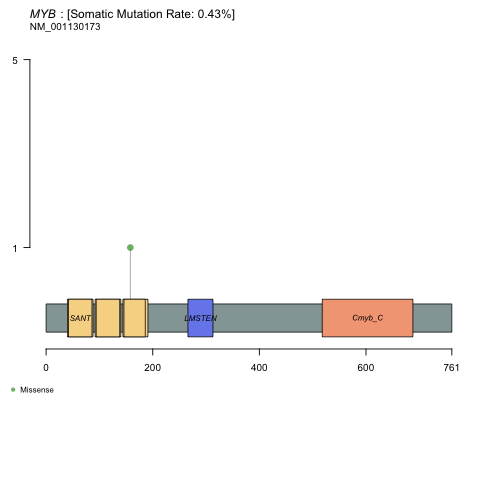 MYB : [Somatic Mutation Rate: 0.43%]
NM_001130173
5
1
SANT
LMSTEN
Cmyb_C
0 200 400 600 761
Missense